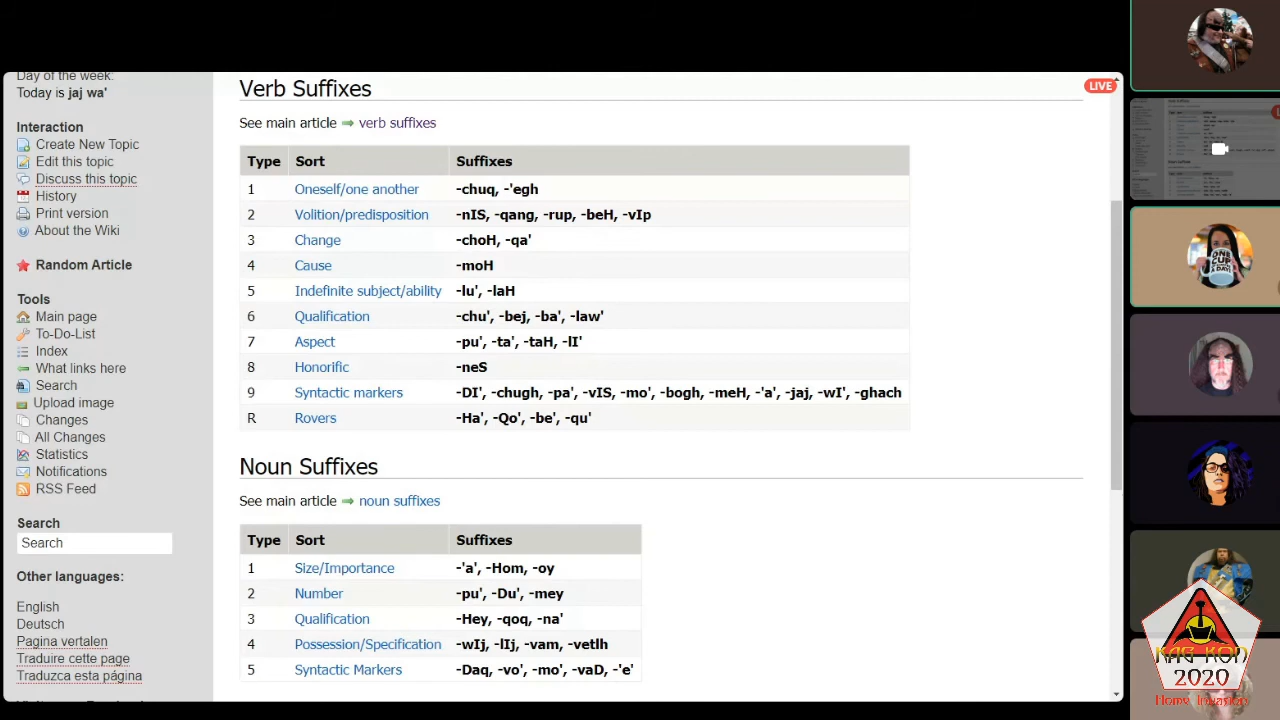 Day of the week:
Today is jaj wa'
Interaction
Create New Topic
Edit this topic
Discuss this topic
History
Print version
About the Wiki
Random Article
Tools
Main page
To-Do-List
Index
What links here
Search
Upload image
Changes
All Changes
Statistics
Notifications
RSS Feed
Search
Search
Other languages:
English
Deutsch
Pagina vertalen
Traduire cette page
Traduzca esta página
Verb Suffixes
See main article ⇒ verb suffixes
Type Sort Suffixes
1 Oneself/one another -chuq, -'egh
2 Volition/predisposition -nIS, -qang, -rup, -beH, -vIp
3 Change -choH, -qa'
4 Cause -moH
5 Indefinite subject/ability -lu', -laH
6 Qualification -chu', -bej, -ba', -law'
7 Aspect -pu', -ta', -taH, -lI'
8 Honorific -neS
9 Syntactic markers -DI', -chugh, -pa', -vIS, -mo', -bogh, -meH, -'a', -jaj, -wI', -ghach
R Rovers -Ha', -Qo', -be', -qu'
Noun Suffixes
See main article ⇒ noun suffixes
Type Sort Suffixes
1 Size/Importance -'a', -Hom, -oy
2 Number -pu', -Du', -mey
3 Qualification -Hey, -qoq, -na'
4 Possession/Specification -wIj, -lIj, -vam, -vetlh
5 Syntactic Markers -Daq, -vo', -mo', -vaD, -'e'
LIVE
ONE
CUP
A DAY!
KAG KON
2020
Home Invasion